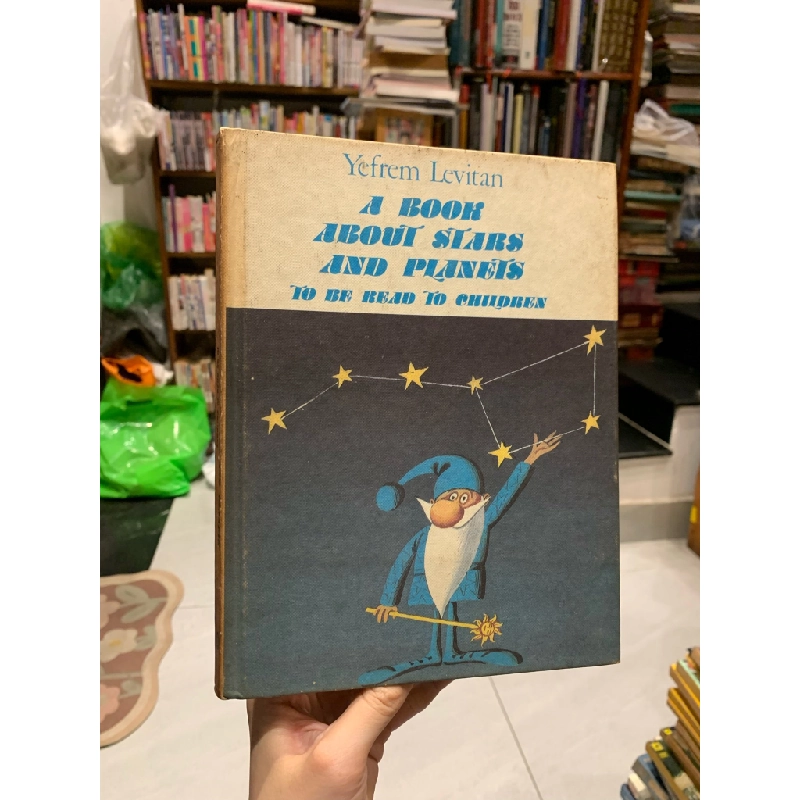 Yefrem Levitan
A BOOK
ABOUT STARS
AND PLANETS
TO BE READ TO CHILDREN